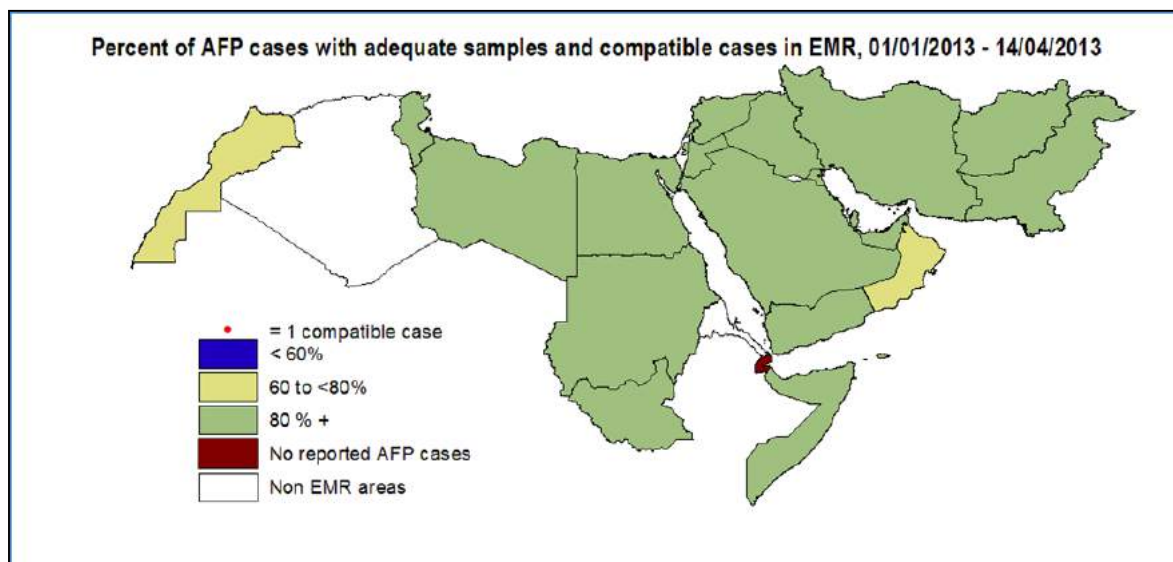 Percent of AFP cases with adequate samples and compatible cases in EMR, 01/01/2013 - 14/04/2013
= 1 compatible case
< 60%
60 to <80%
80 % +
No reported AFP cases
Non EMR areas